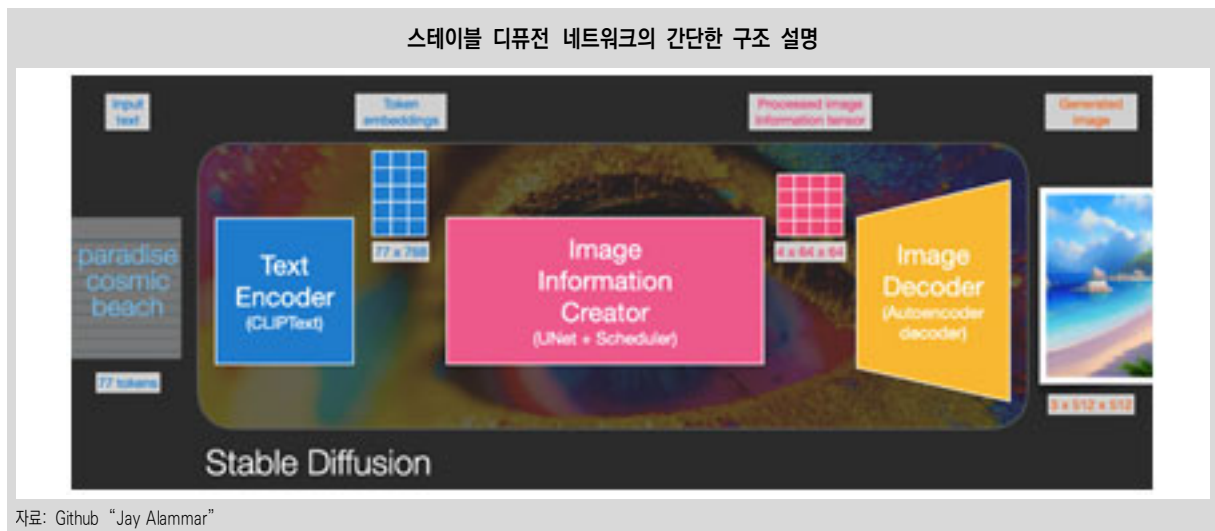 스테이블 디퓨전 네트워크의 간단한 구조 설명
Input
text
Token
embeddings
Processed image
information tensor
Generated
image
paradise
cosmic
beach
77 tokens
Text
Encoder
(CLIPText)
77 x 768
Image
Information
Creator
(UNet + Scheduler)
4 x 64 x 64
Image
Decoder
(Autoencoder
decoder)
3 x 512 x 512
Stable Diffusion
자료: Github “Jay Alammar”